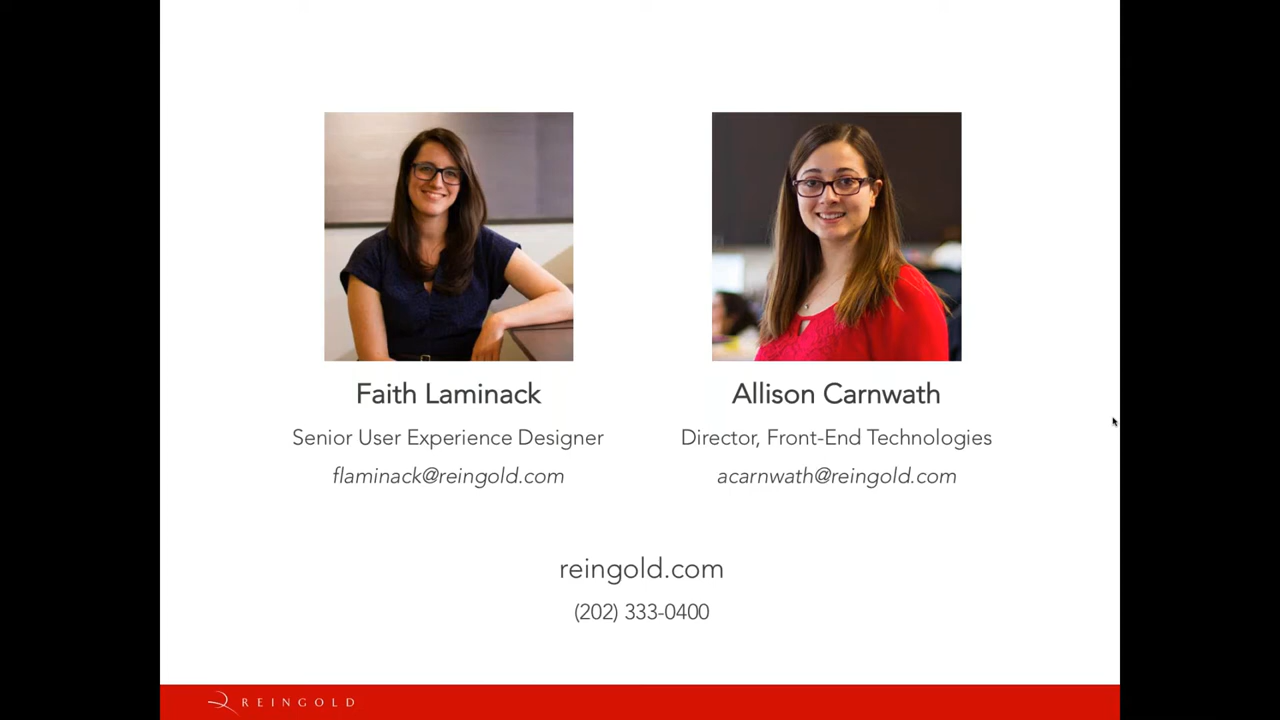 Faith Laminack
Senior User Experience Designer
flaminack@reingold.com
Allison Carnwath
Director, Front-End Technologies
acarnwath@reingold.com
reingold.com
(202) 333-0400
REINGOLD